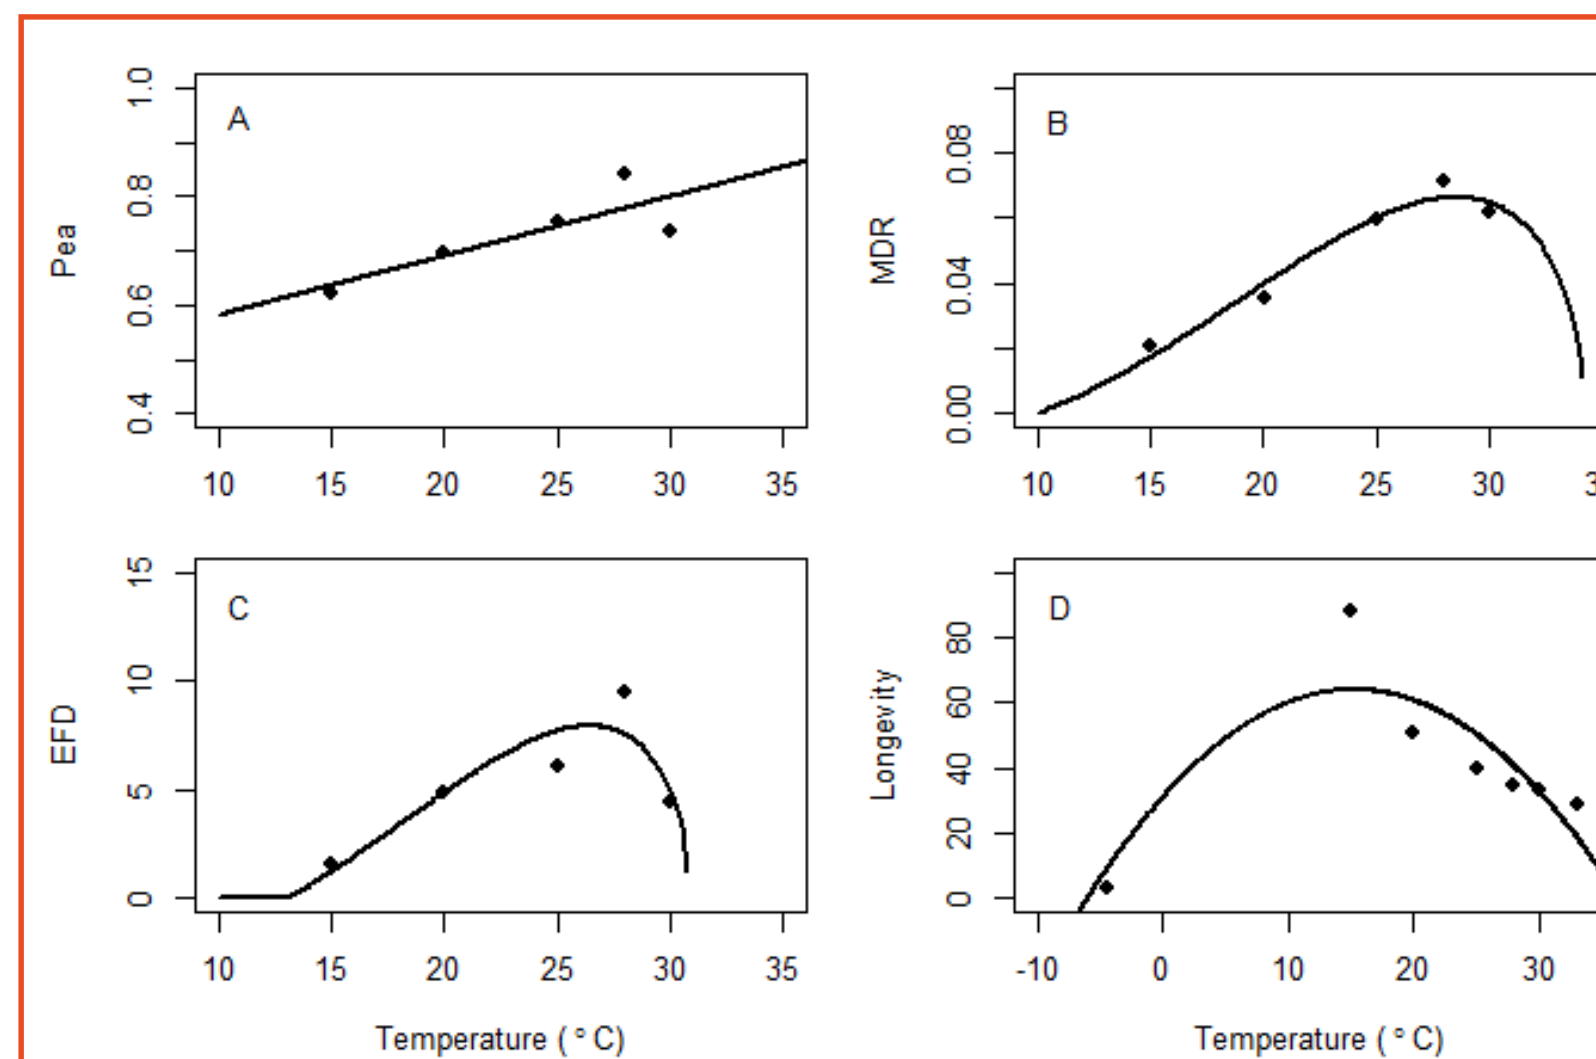 A
Pea
0.4 0.6 0.8 1.0
10 15 20 25 30 35
B
MDR
0.00 0.04 0.08
10 15 20 25 30
C
EFD
0 5 10 15
10 15 20 25 30 35
Temperature ( ° C)
D
Longevity
0 20 40 60 80
-10 0 10 20 30
Temperature ( ° C)